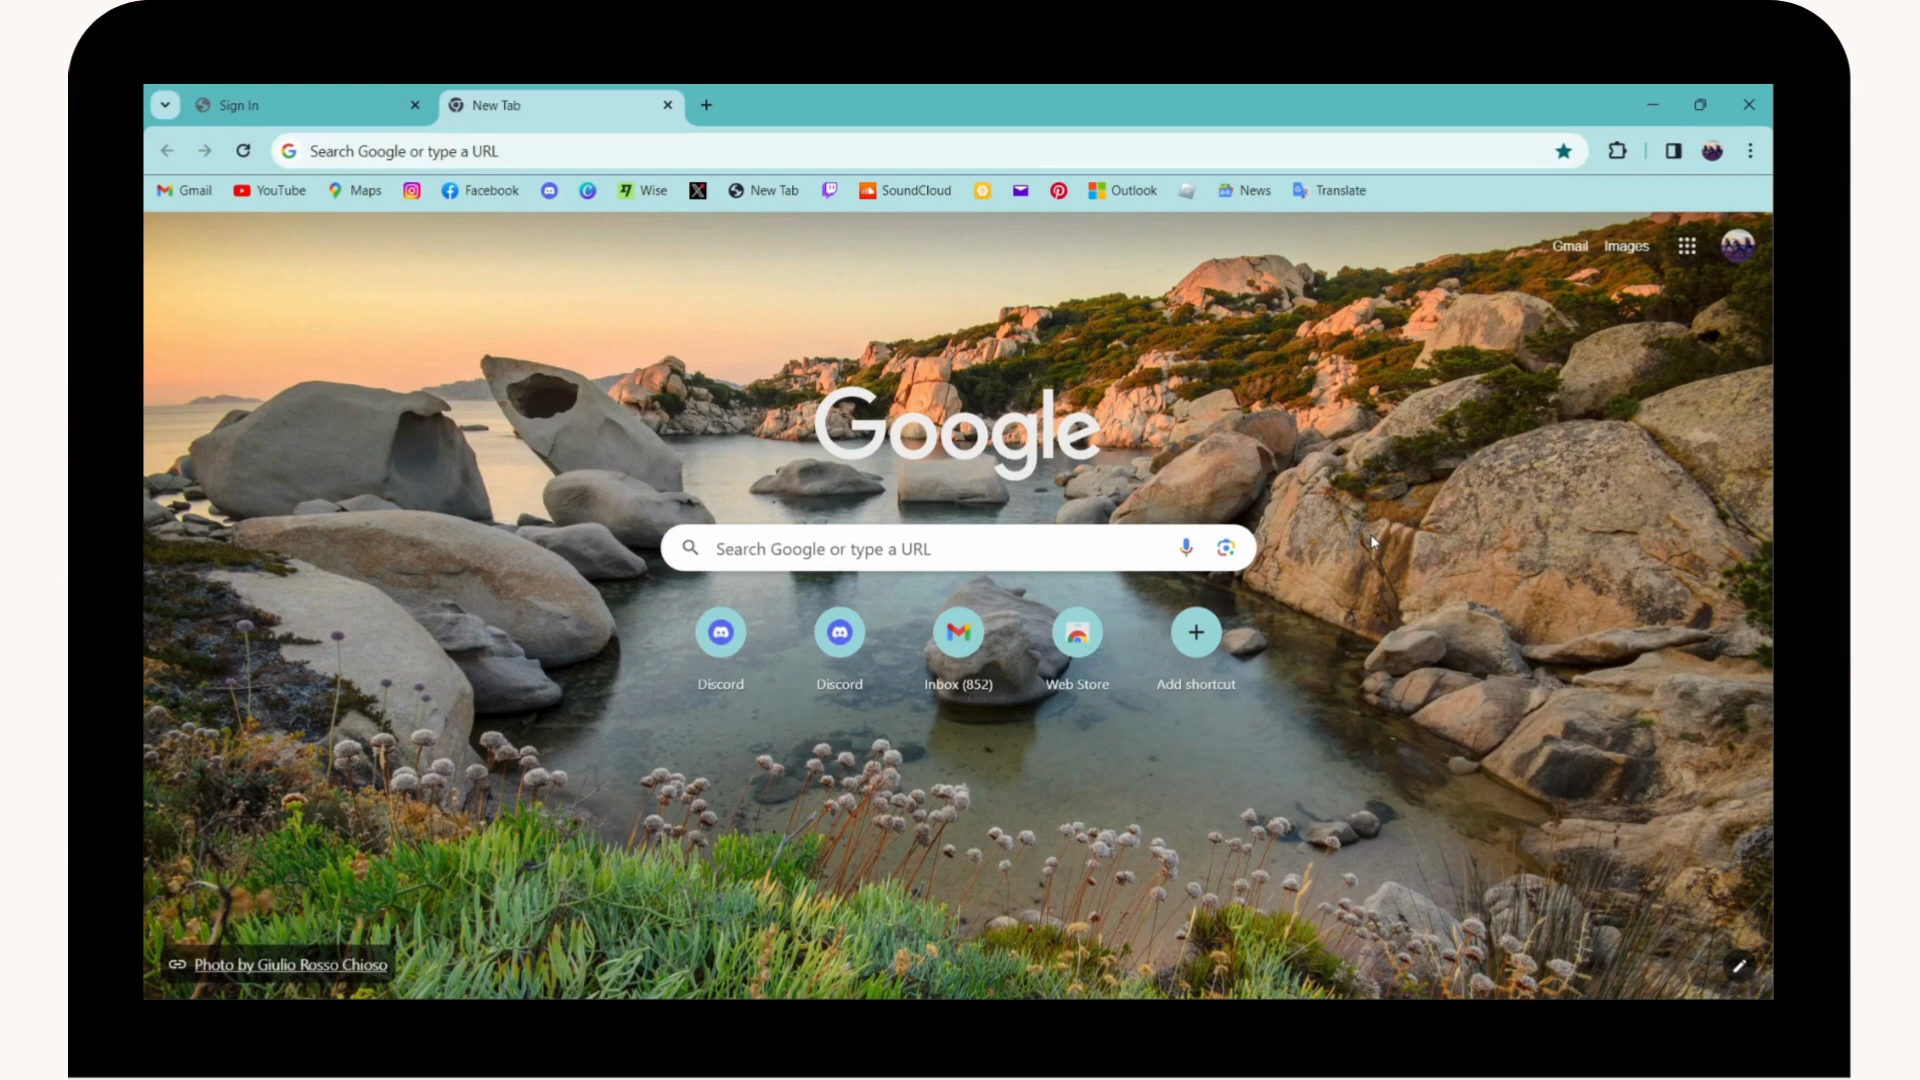 Sign In
New Tab
Search Google or type a URL
Gmail YouTube Maps Facebook Wise New Tab SoundCloud Outlook News Translate
Gmail Images
Google
Search Google or type a URL
Discord Discord Inbox (852) Web Store Add shortcut
Photo by Giulio Rosso Chioso